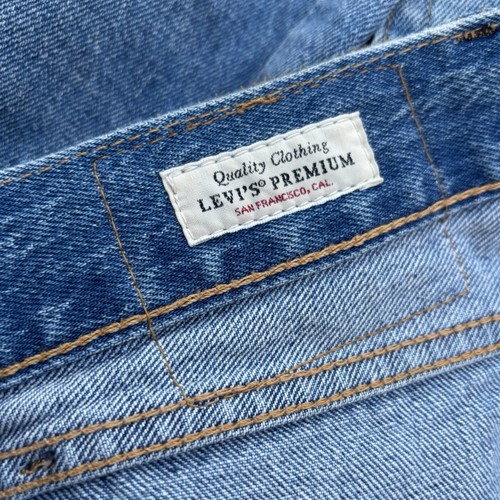 Quality Clothing
LEVI'S® PREMIUM
SAN FRANCISCO, CAL.